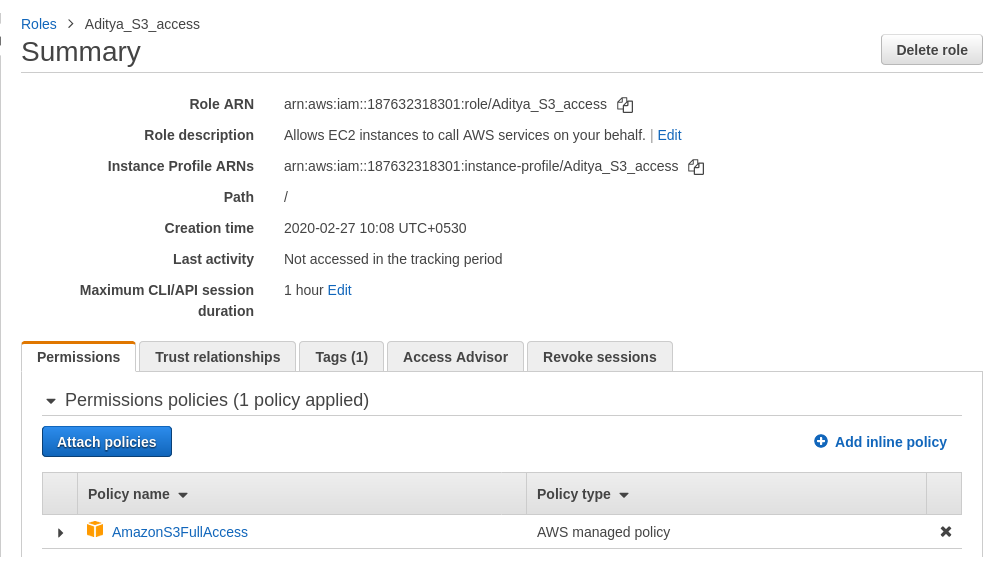 Roles > Aditya_S3_access
Summary
Delete role
Role ARN arn:aws:iam::187632318301:role/Aditya_S3_access
Role description Allows EC2 instances to call AWS services on your behalf. | Edit
Instance Profile ARNs arn:aws:iam::187632318301:instance-profile/Aditya_S3_access
Path /
Creation time 2020-02-27 10:08 UTC+0530
Last activity Not accessed in the tracking period
Maximum CLI/API session 1 hour Edit
duration
Permissions Trust relationships Tags (1) Access Advisor Revoke sessions
Permissions policies (1 policy applied)
Attach policies Add inline policy
Policy name Policy type
AmazonS3FullAccess AWS managed policy